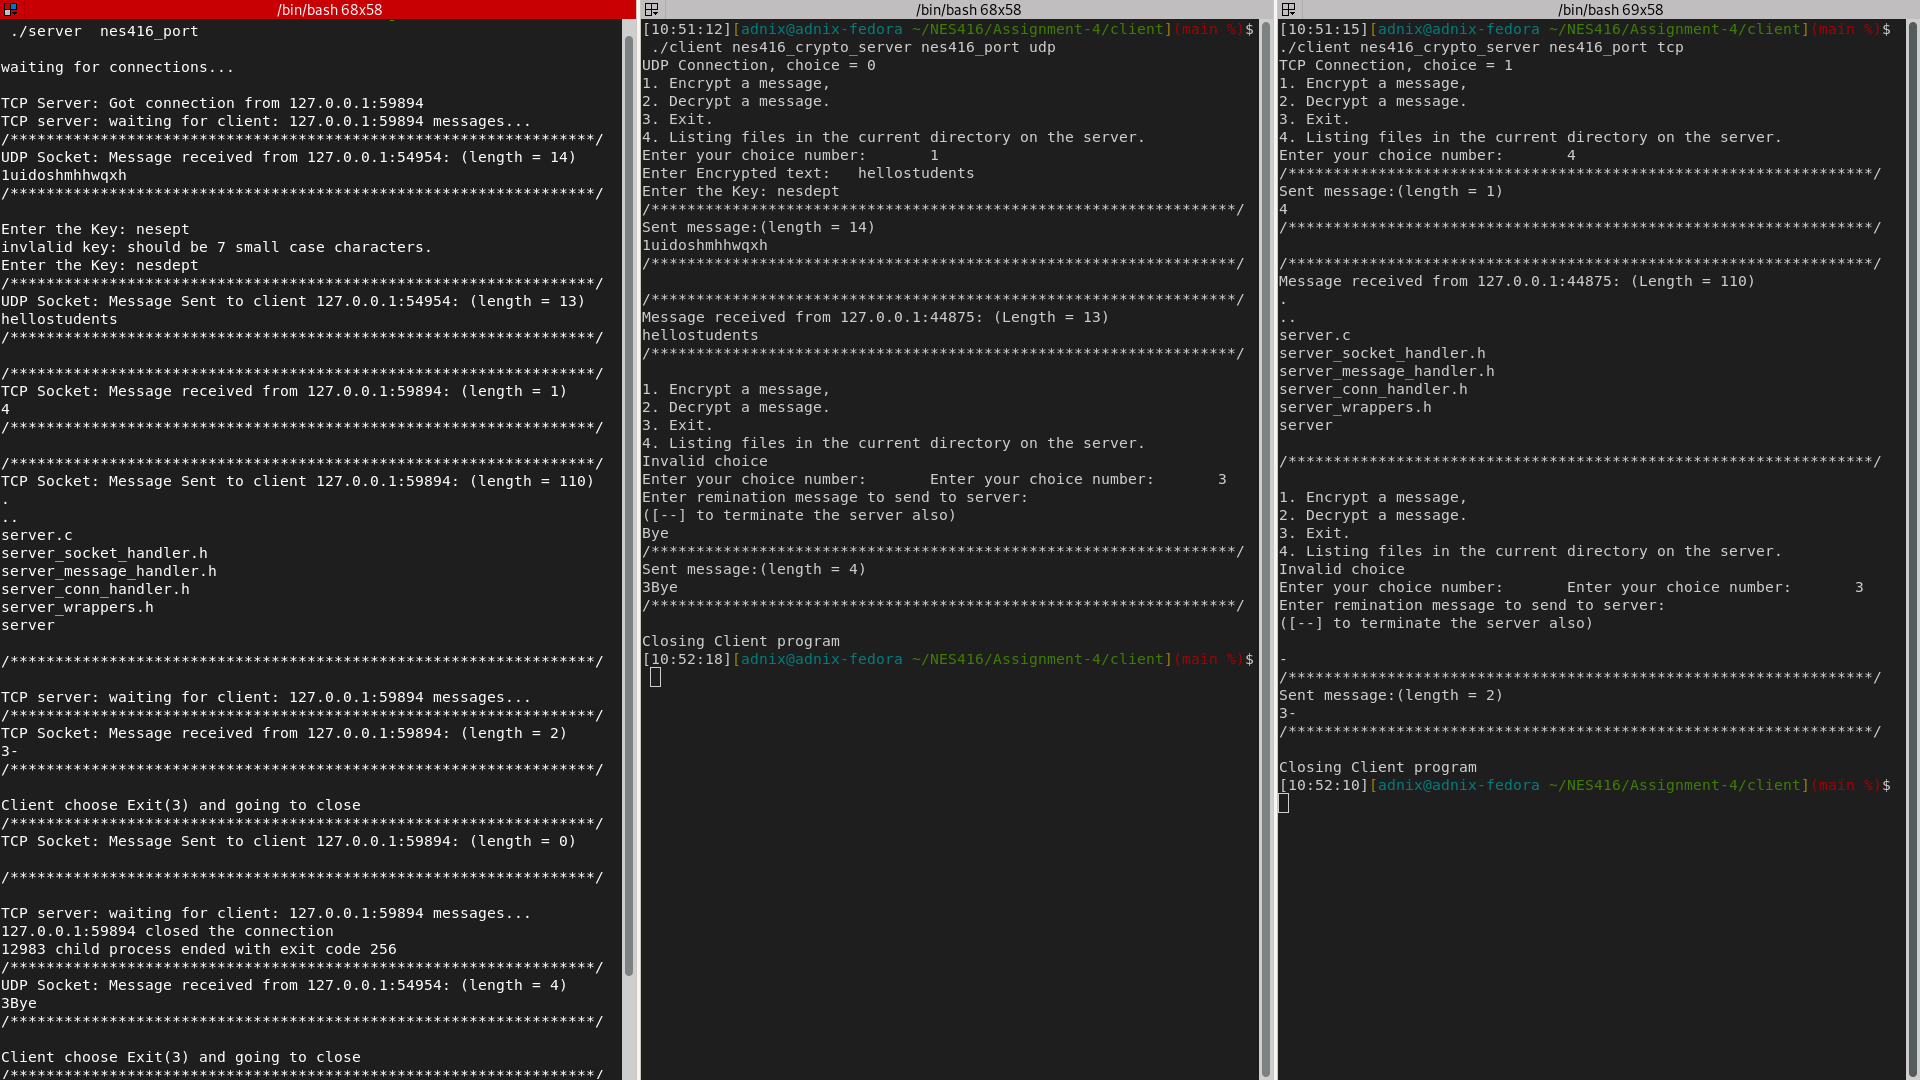 /bin/bash 68x58
./server  nes416_port
waiting for connections...
TCP Server: Got connection from 127.0.0.1:59894
TCP server: waiting for client: 127.0.0.1:59894 messages...
/*****************************************************************/
UDP Socket: Message received from 127.0.0.1:54954: (length = 14)
1uidoshmhhwqxh
/*****************************************************************/
Enter the Key: nesept
invlalid key: should be 7 small case characters.
Enter the Key: nesdept
/*****************************************************************/
UDP Socket: Message Sent to client 127.0.0.1:54954: (length = 13)
hellostudents
/*****************************************************************/
/*****************************************************************/
TCP Socket: Message received from 127.0.0.1:59894: (length = 1)
4
/*****************************************************************/
/*****************************************************************/
TCP Socket: Message Sent to client 127.0.0.1:59894: (length = 110)
.
..
server.c
server_socket_handler.h
server_message_handler.h
server_conn_handler.h
server_wrappers.h
server
/*****************************************************************/
TCP server: waiting for client: 127.0.0.1:59894 messages...
/*****************************************************************/
TCP Socket: Message received from 127.0.0.1:59894: (length = 2)
3-
/*****************************************************************/
Client choose Exit(3) and going to close
/*****************************************************************/
TCP Socket: Message Sent to client 127.0.0.1:59894: (length = 0)
/*****************************************************************/
TCP server: waiting for client: 127.0.0.1:59894 messages...
127.0.0.1:59894 closed the connection
12983 child process ended with exit code 256
/*****************************************************************/
UDP Socket: Message received from 127.0.0.1:54954: (length = 4)
3Bye
/*****************************************************************/
Client choose Exit(3) and going to close
/*****************************************************************/
/bin/bash 68x58
[10:51:12][adnix@adnix-fedora ~/NES416/Assignment-4/client](main %)$
./client nes416_crypto_server nes416_port udp
UDP Connection, choice = 0
1. Encrypt a message,
2. Decrypt a message.
3. Exit.
4. Listing files in the current directory on the server.
Enter your choice number:       1
Enter Encrypted text:   hellostudents
Enter the Key: nesdept
/*****************************************************************/
Sent message:(length = 14)
1uidoshmhhwqxh
/*****************************************************************/
/*****************************************************************/
Message received from 127.0.0.1:44875: (Length = 13)
hellostudents
/*****************************************************************/
1. Encrypt a message,
2. Decrypt a message.
3. Exit.
4. Listing files in the current directory on the server.
Invalid choice
Enter your choice number:       Enter your choice number:       3
Enter remination message to send to server:
([--] to terminate the server also)
Bye
/*****************************************************************/
Sent message:(length = 4)
3Bye
/*****************************************************************/
Closing Client program
[10:52:18][adnix@adnix-fedora ~/NES416/Assignment-4/client](main %)$
/bin/bash 69x58
[10:51:15][adnix@adnix-fedora ~/NES416/Assignment-4/client](main %)$
./client nes416_crypto_server nes416_port tcp
TCP Connection, choice = 1
1. Encrypt a message,
2. Decrypt a message.
3. Exit.
4. Listing files in the current directory on the server.
Enter your choice number:       4
/*****************************************************************/
Sent message:(length = 1)
4
/*****************************************************************/
/*****************************************************************/
Message received from 127.0.0.1:44875: (Length = 110)
.
..
server.c
server_socket_handler.h
server_message_handler.h
server_conn_handler.h
server_wrappers.h
server
/*****************************************************************/
1. Encrypt a message,
2. Decrypt a message.
3. Exit.
4. Listing files in the current directory on the server.
Invalid choice
Enter your choice number:       Enter your choice number:       3
Enter remination message to send to server:
([--] to terminate the server also)
-
/*****************************************************************/
Sent message:(length = 2)
3-
/*****************************************************************/
Closing Client program
[10:52:10][adnix@adnix-fedora ~/NES416/Assignment-4/client](main %)$